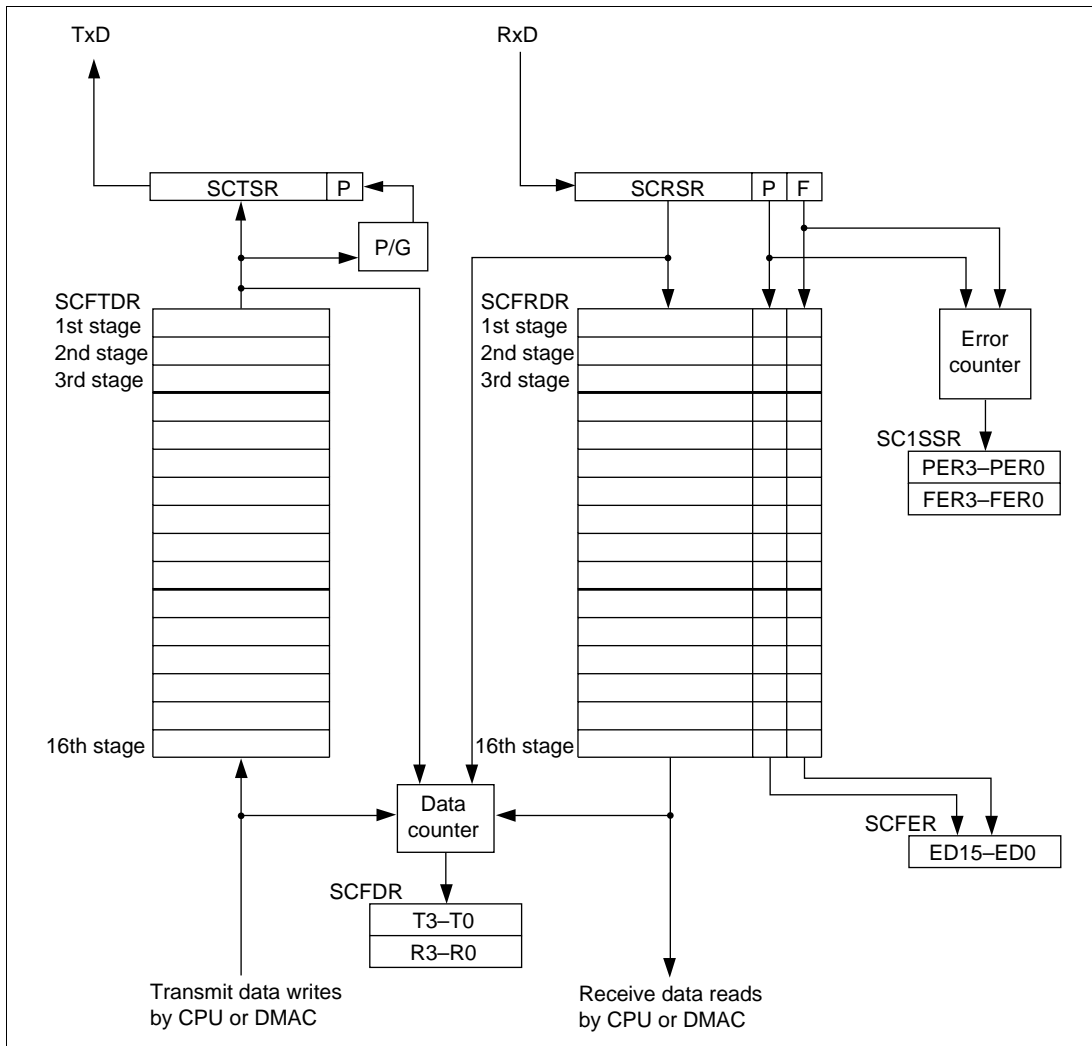 TxD
RxD
SCTSR
P
SCRSR
P
F
P/G
SCFTDR
1st stage
2nd stage
3rd stage
16th stage
SCFRDR
1st stage
2nd stage
3rd stage
16th stage
Error
counter
SC1SSR
PER3–PER0
FER3–FER0
Data
counter
SCFER
ED15–ED0
SCFDR
T3–T0
R3–R0
Transmit data writes
by CPU or DMAC
Receive data reads
by CPU or DMAC